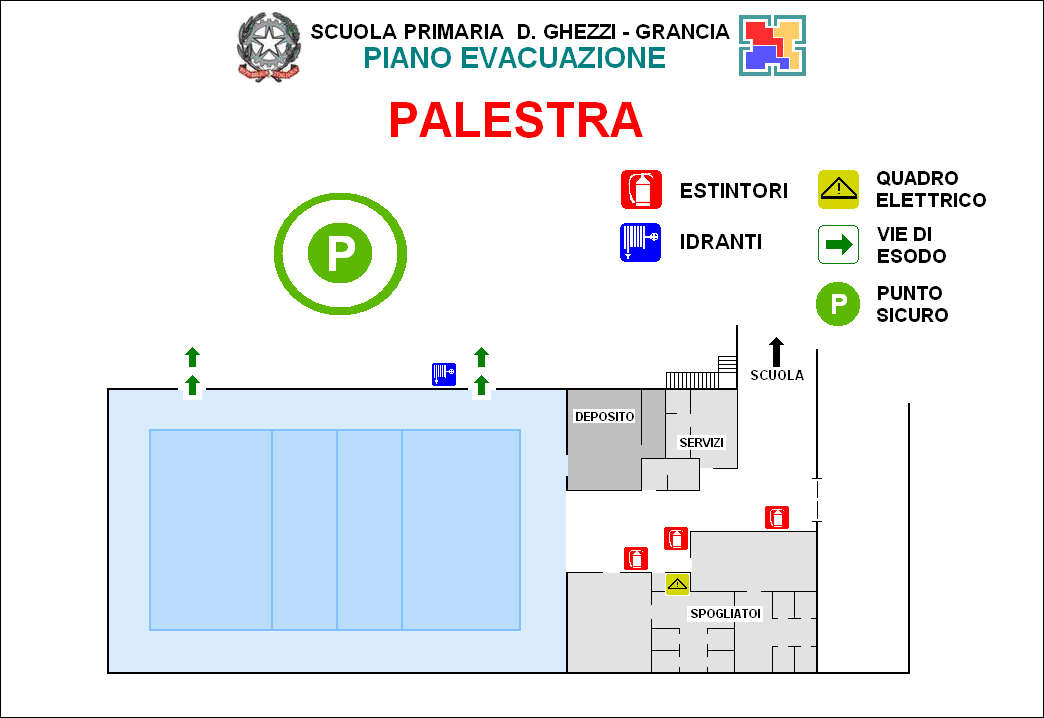 SCUOLA PRIMARIA D. GHEZZI - GRANCIA
PIANO EVACUAZIONE
PALESTRA
ESTINTORI
QUADRO
ELETTRICO
IDRANTI
VIE DI
ESODO
P
P
PUNTO
SICURO
SCUOLA
DEPOSITO
SERVIZI
SPOGLIATOI